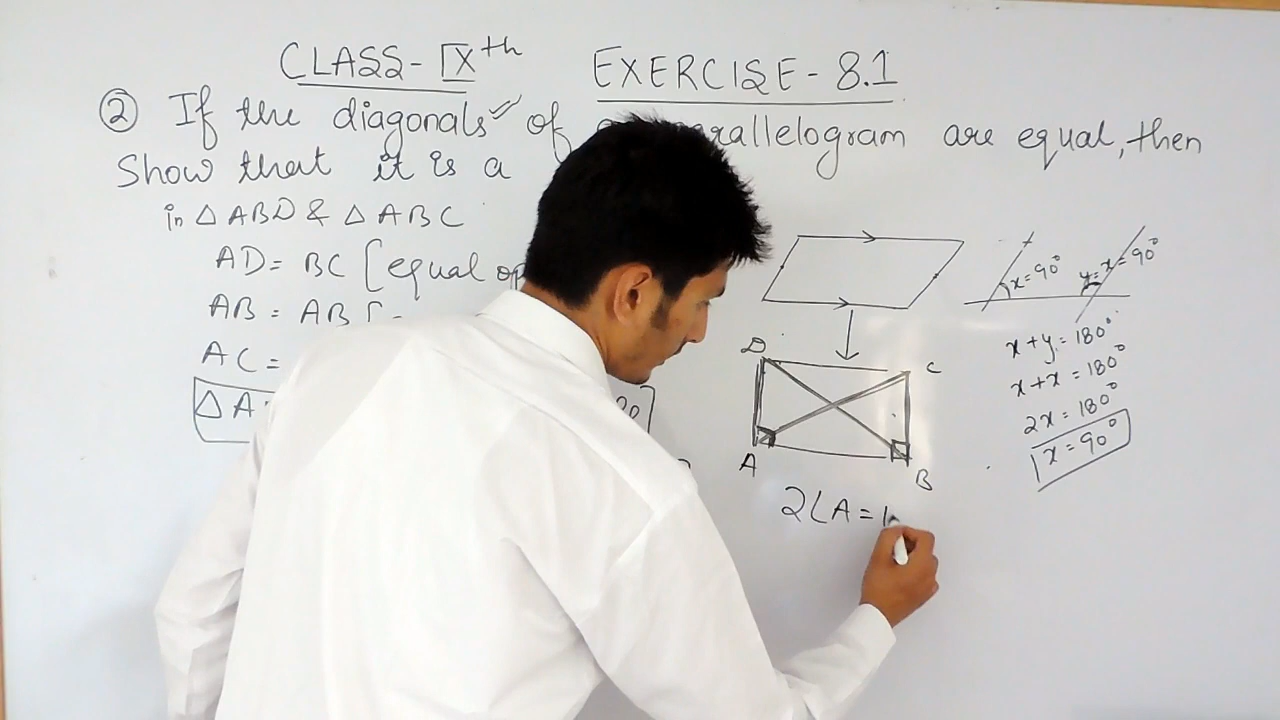 CLASS- IXth EXERCISE - 8.1
② If the diagonals of parallelogram are equal, then
Show that it is a
in △ ABD & △ ABC
AD = BC [equal
AB = AB [
AC =
△ A
D
C
A
B
2∠A = 1
x = 90°
y = x = 90°
x + y = 180°
x + x = 180°
2x = 180°
x = 90°